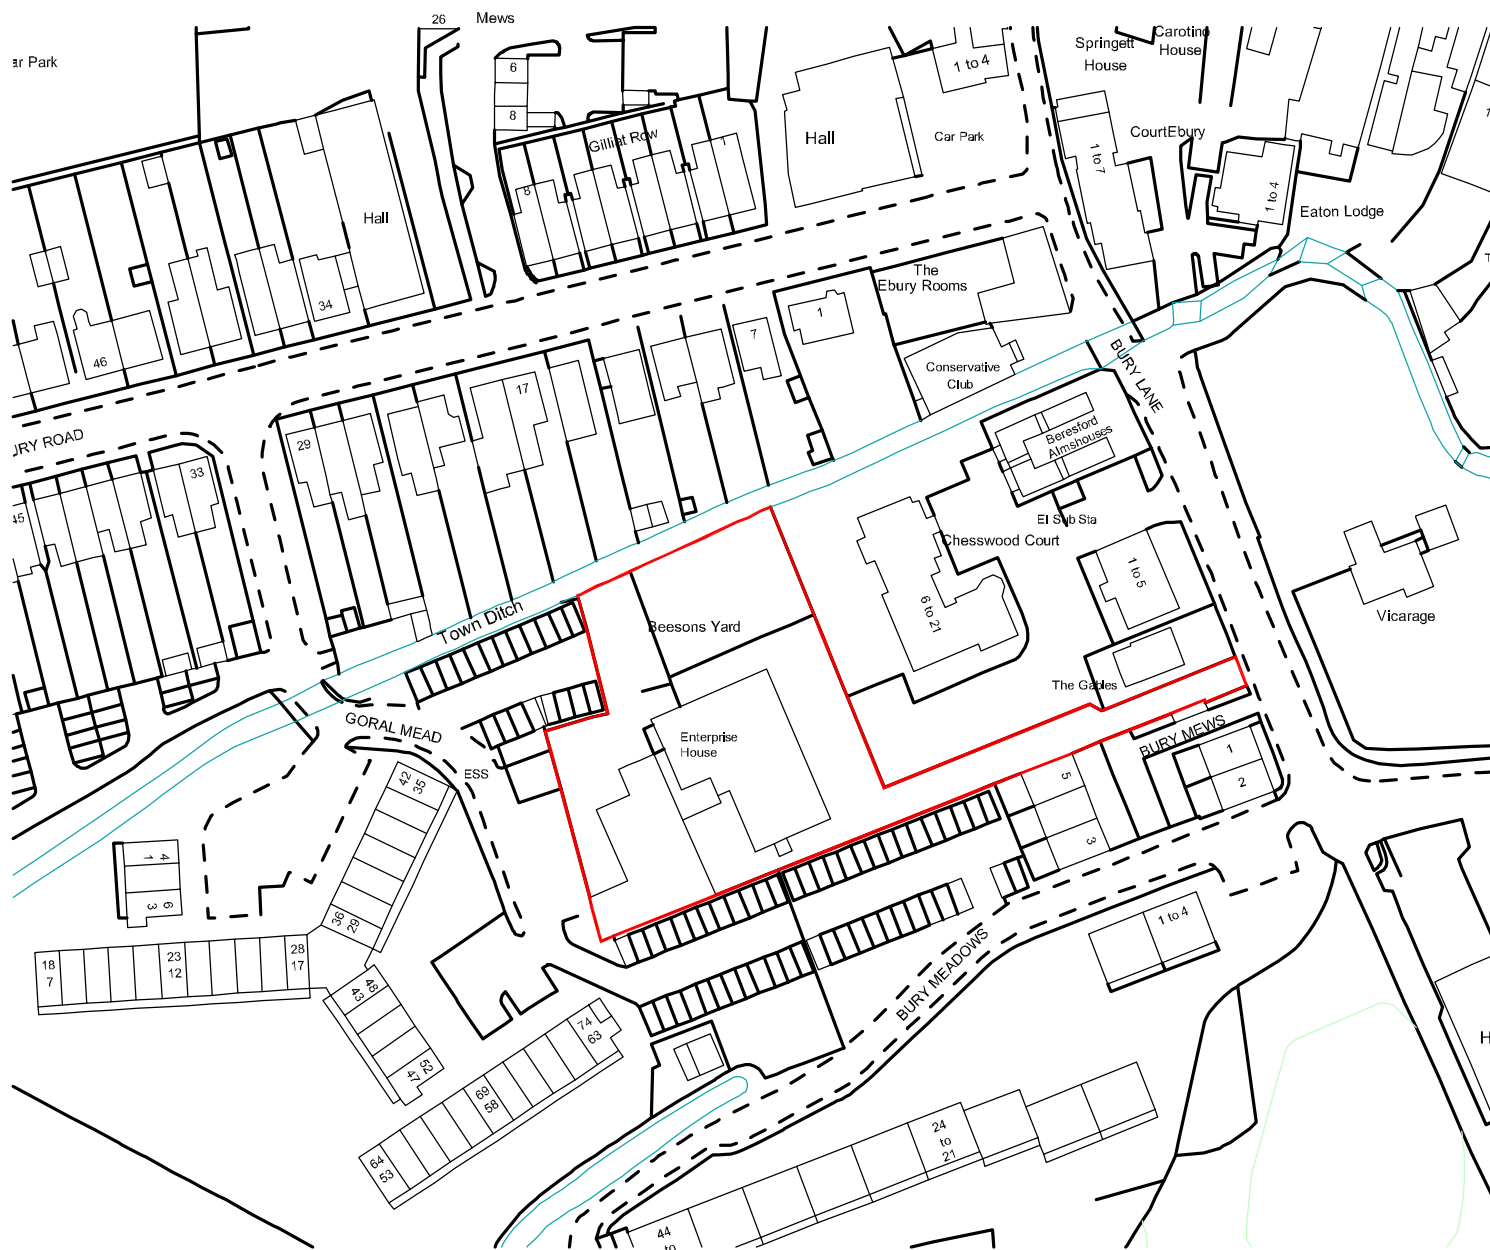 26
Mews
ar Park
6
8
1 to 4
Springett
House
Carotino
House
Hall
Car Park
Gilliat Row
8
1
CourtEbury
1 to 7
1 to 4
Eaton Lodge
Hall
34
46
The
Ebury Rooms
1
7
17
29
Conservative
Club
BURY LANE
URY ROAD
33
45
Beresford
Almshouses
El Sub Sta
Chesswood Court
1 to 5
6 to 21
Town Ditch
Beesons Yard
Vicarage
The Gables
GORAL MEAD
ESS
Enterprise
House
BURY MEWS
1
2
5
3
42
35
1
4
3
6
36
29
18
7
23
12
28
17
43
48
47
52
74
63
69
58
64
53
BURY MEADOWS
1 to 4
H
24
to
21
44
to